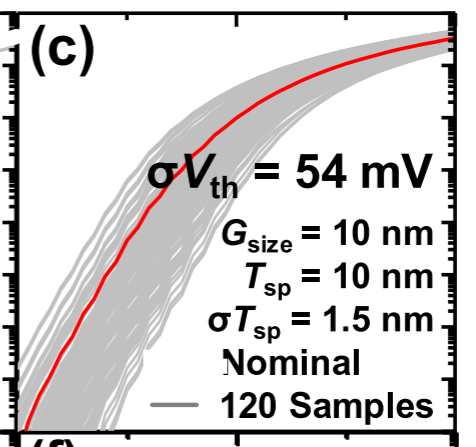 (c)
σVth = 54 mV
Gsize = 10 nm
Tsp = 10 nm
σTsp = 1.5 nm
Nominal
120 Samples